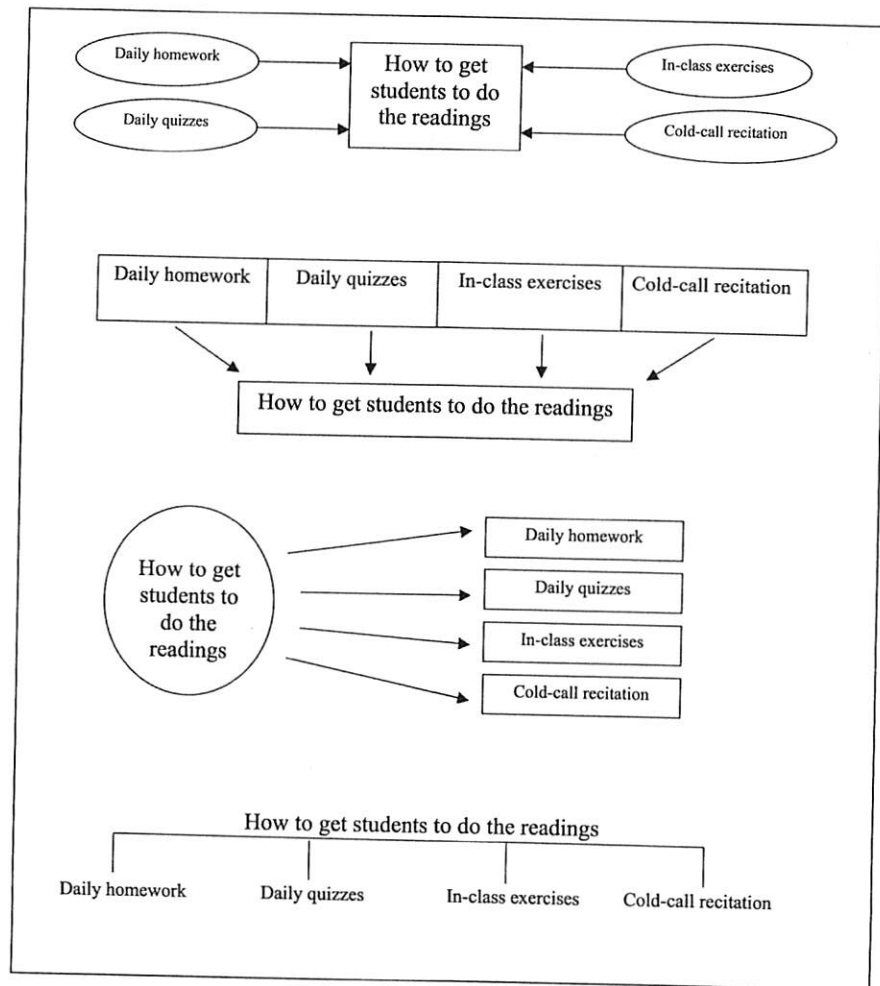 Daily homework
How to get
students to do
the readings
In-class exercises
Daily quizzes
Cold-call recitation
Daily homework
Daily quizzes
In-class exercises
Cold-call recitation
How to get students to do the readings
How to get
students to
do the
readings
Daily homework
Daily quizzes
In-class exercises
Cold-call recitation
How to get students to do the readings
Daily homework
Daily quizzes
In-class exercises
Cold-call recitation